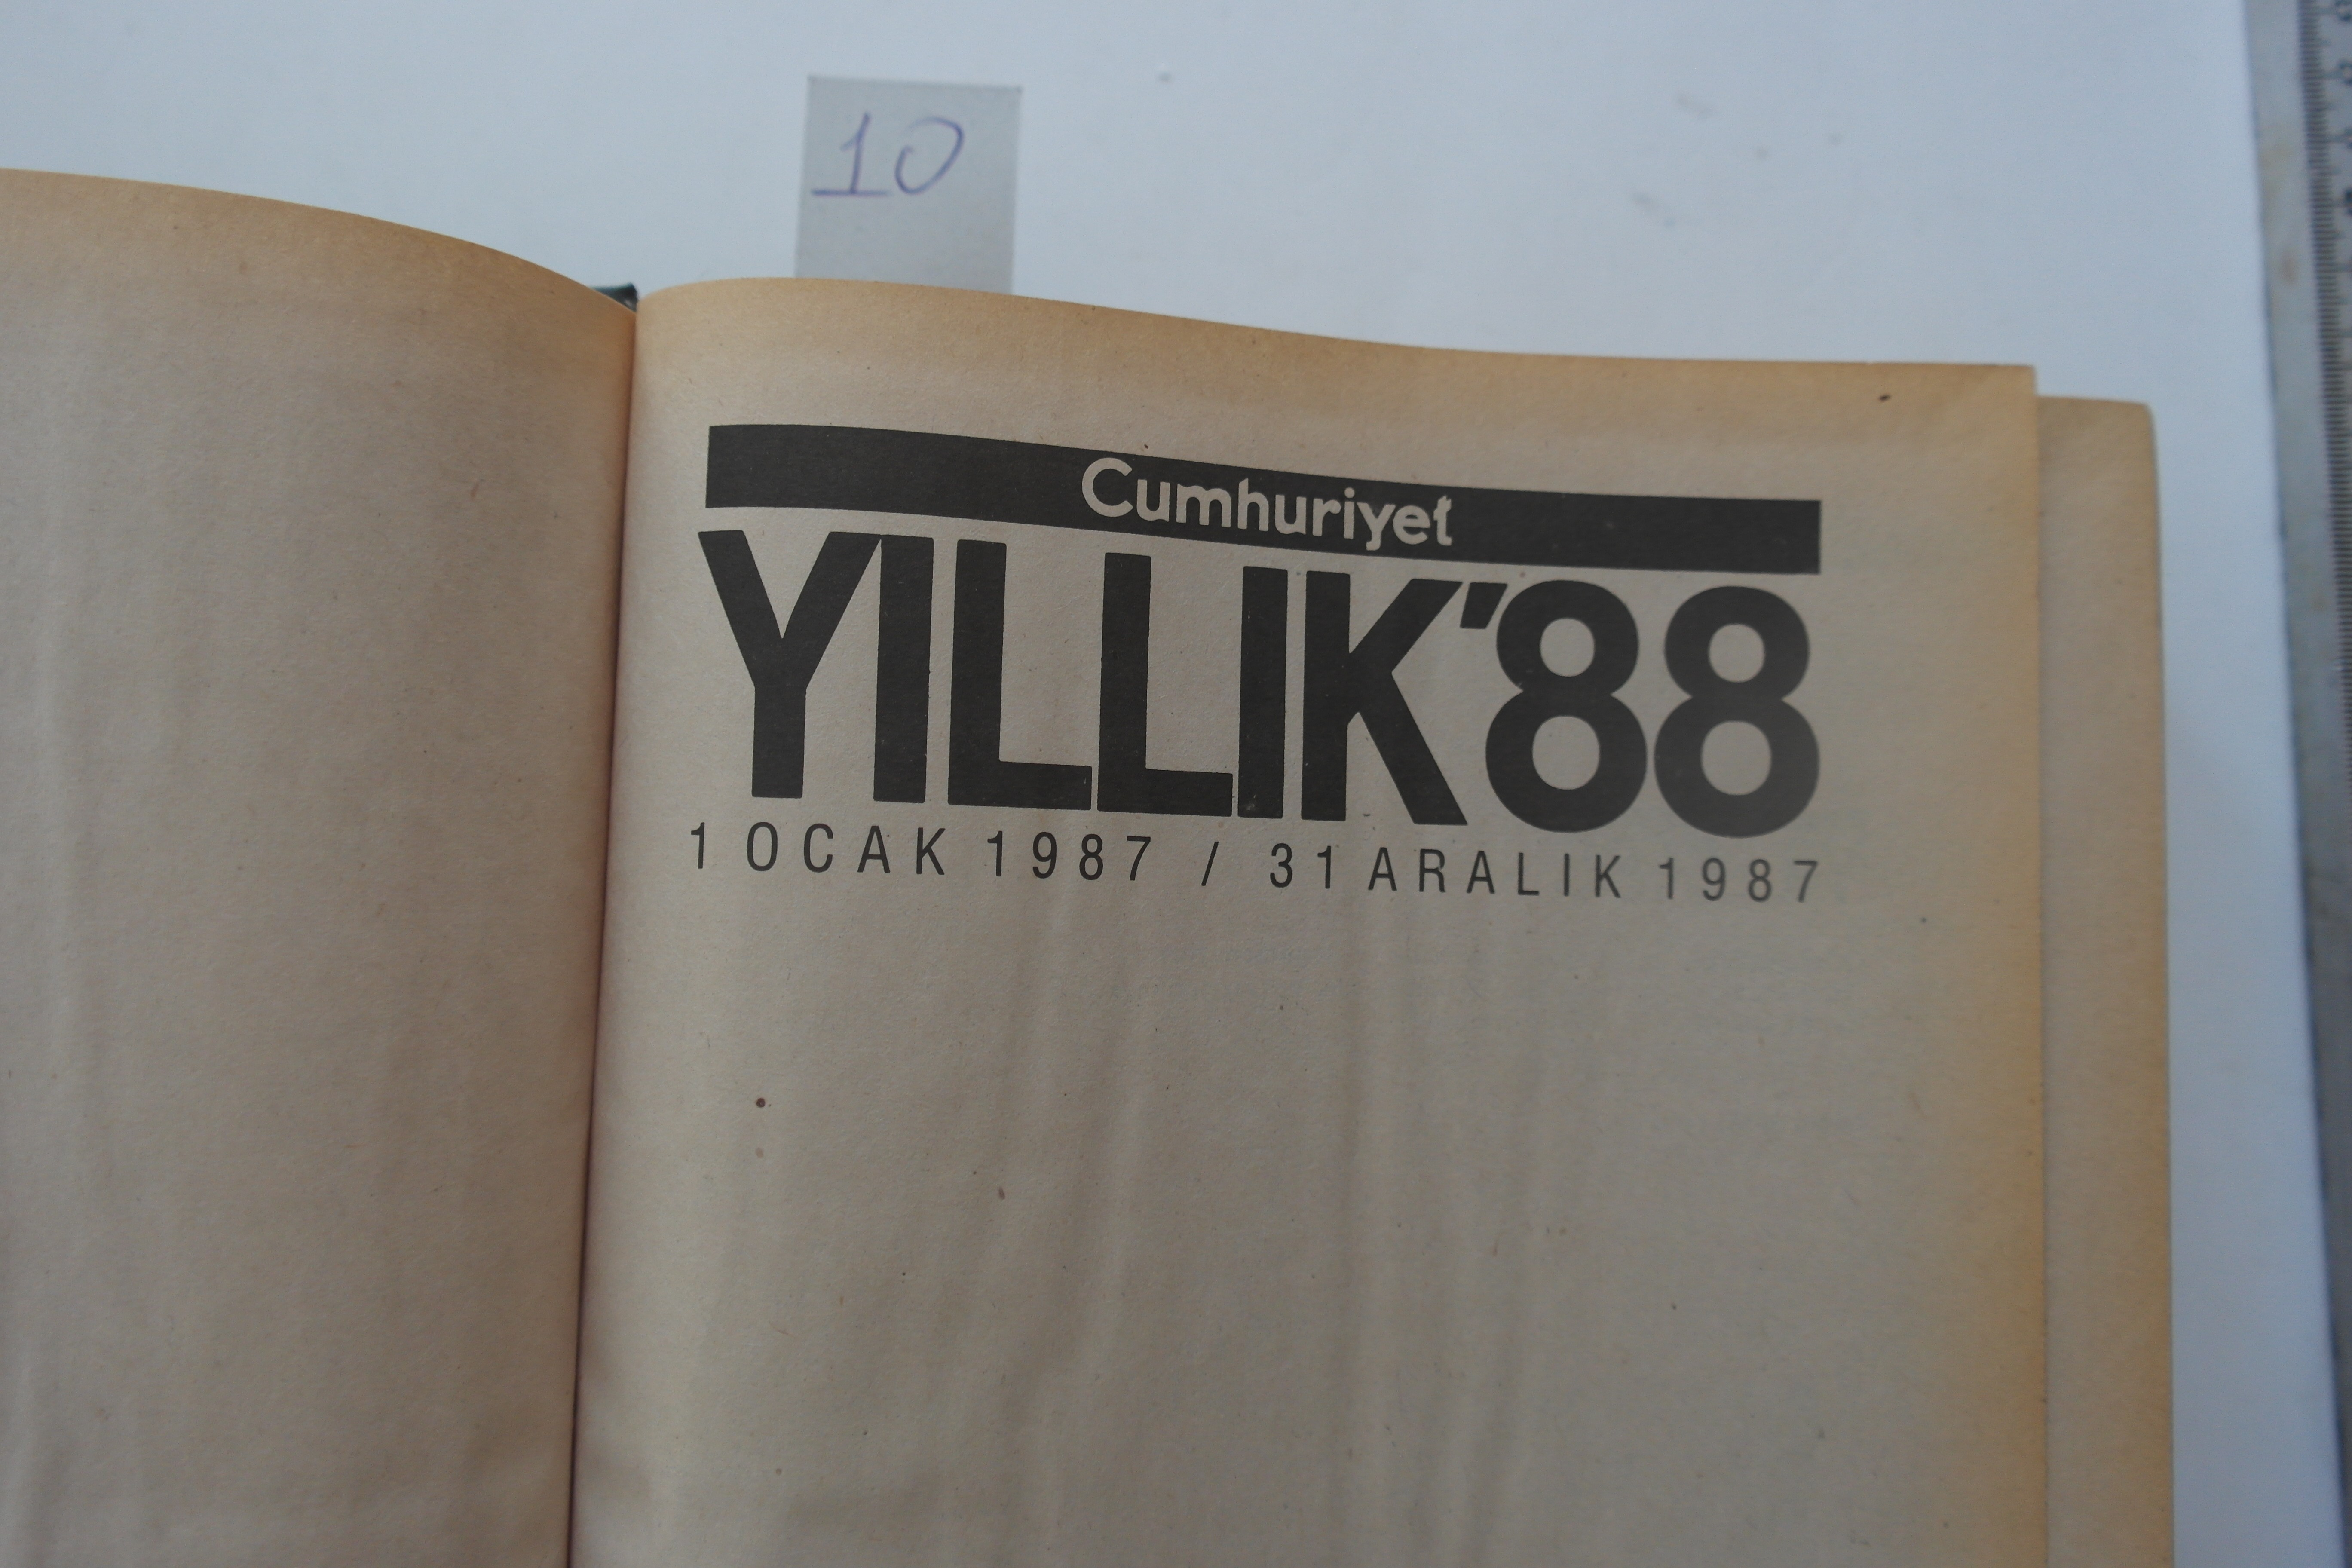 10
Cumhuriyet
YILLIK'88
1 OCAK 1987 / 31 ARALIK 1987